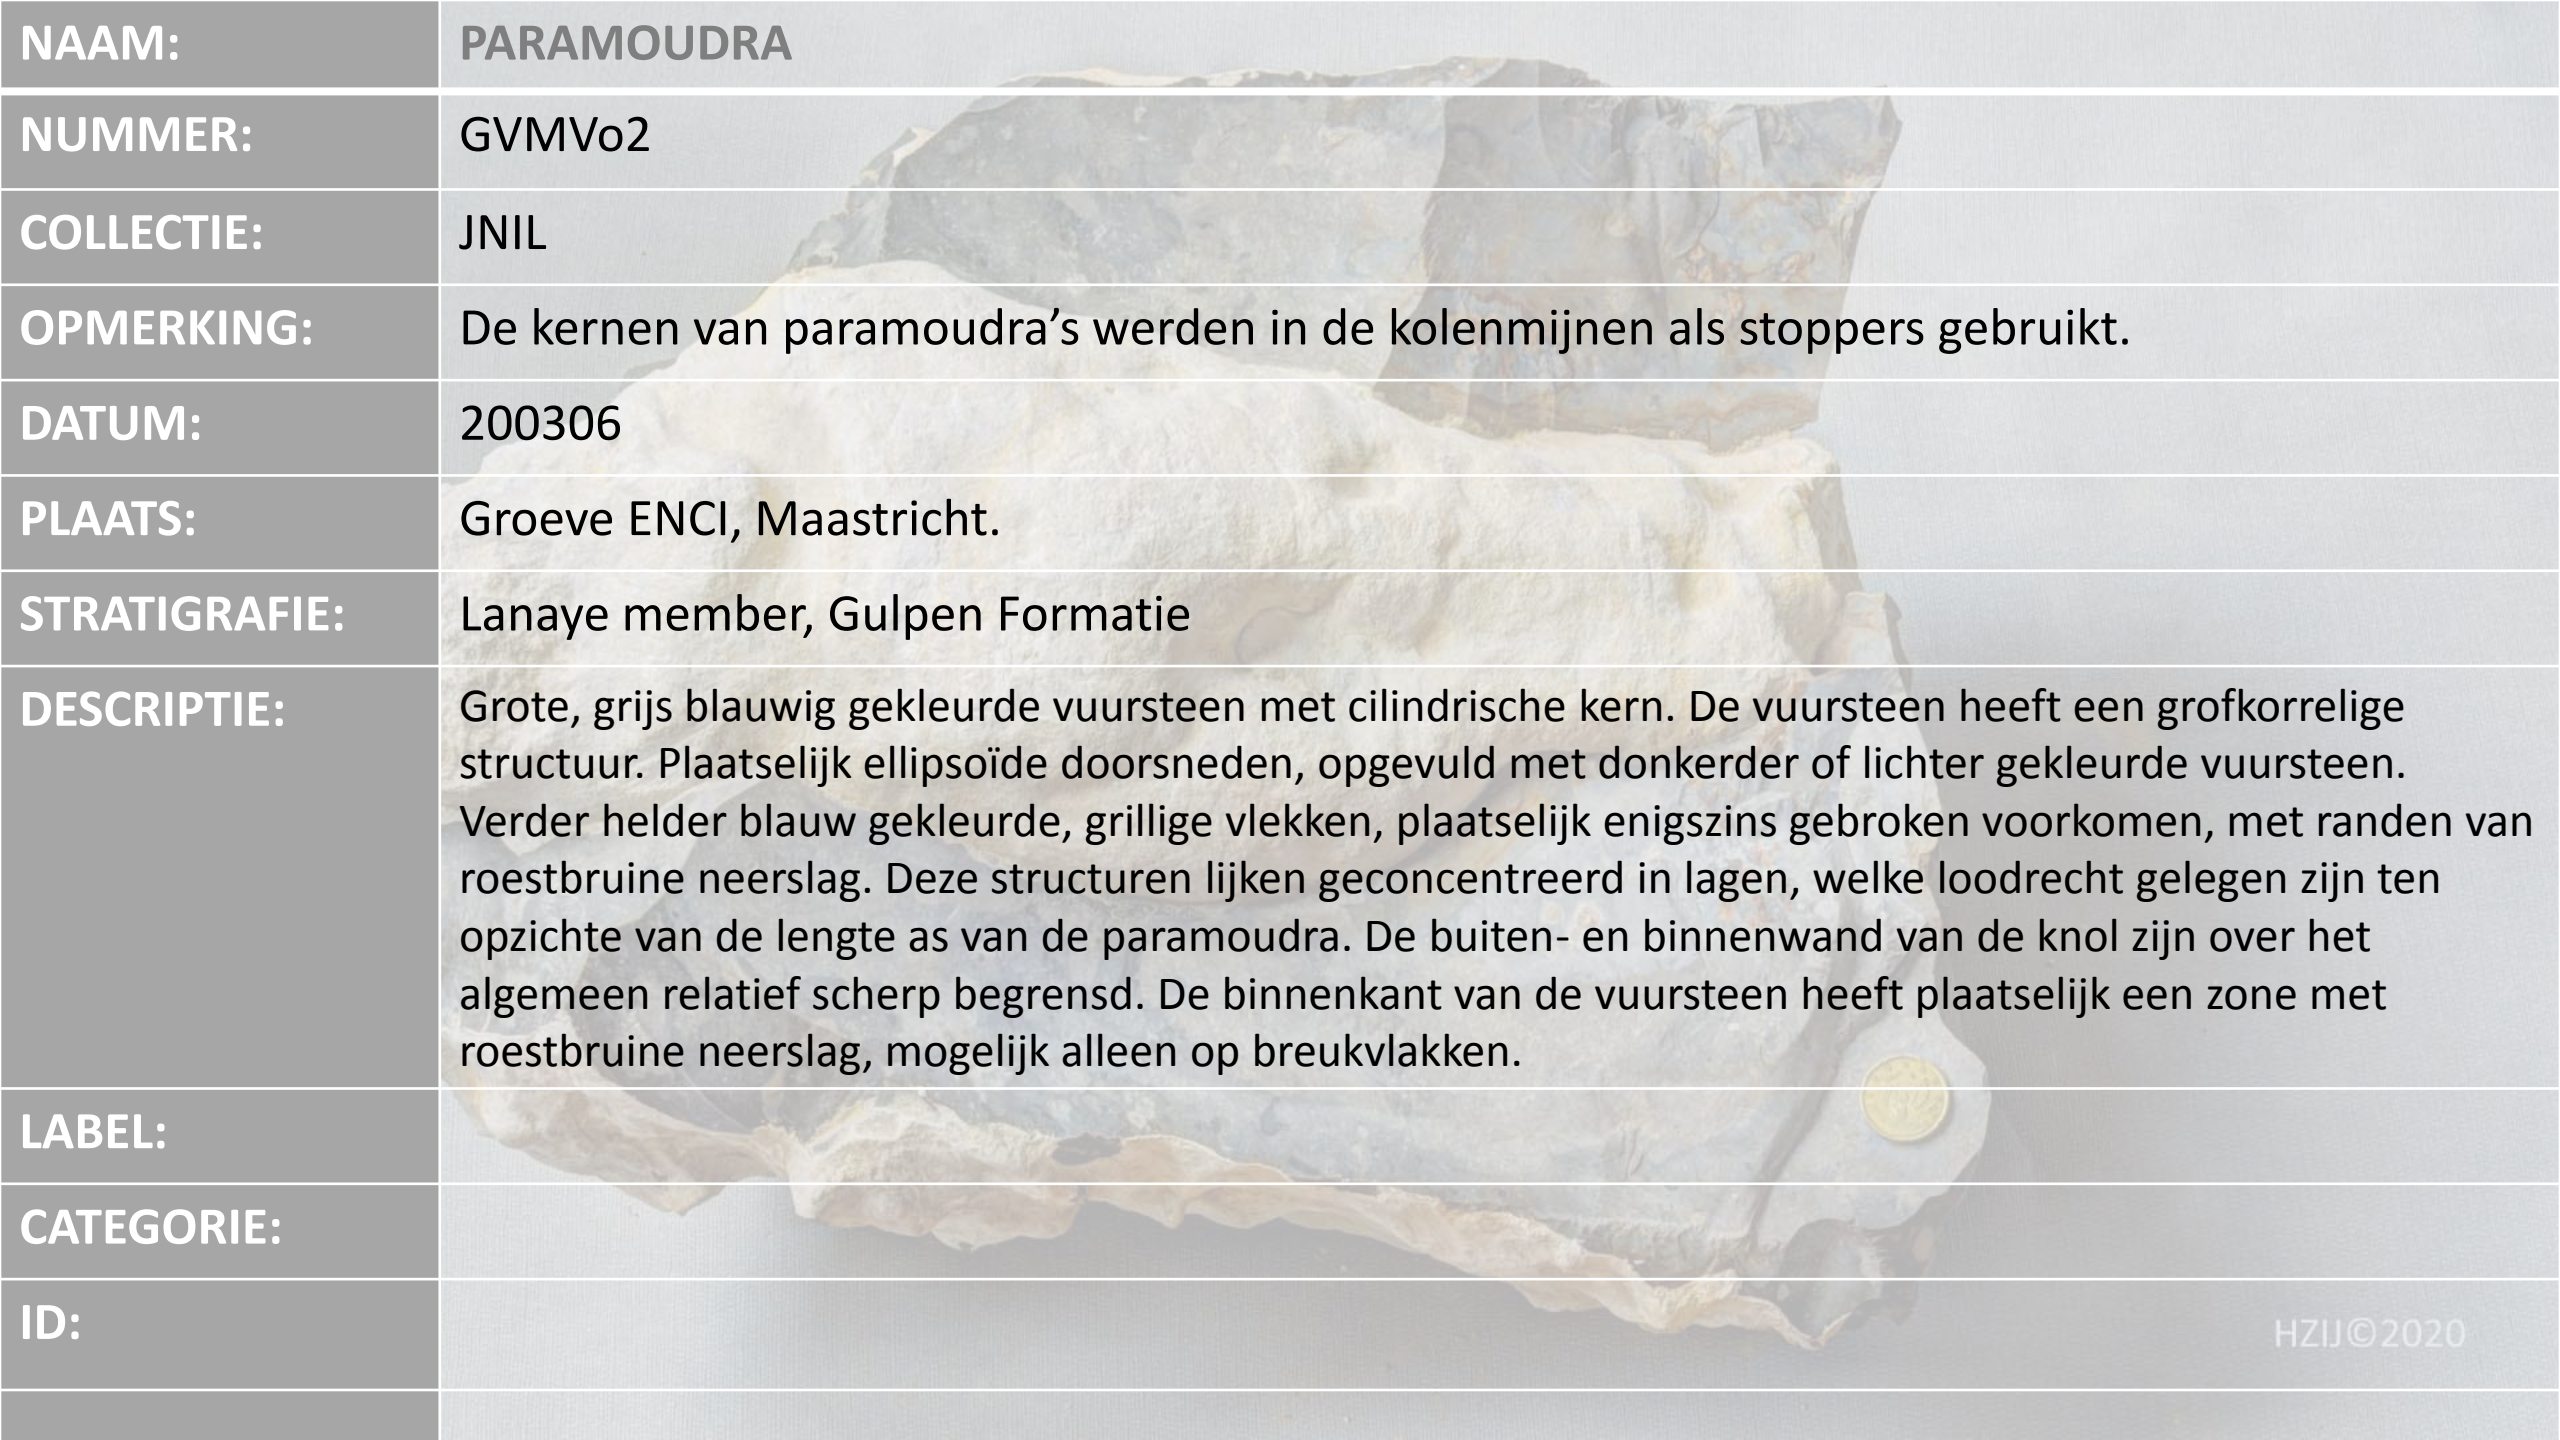 NAAM: PARAMOUDRA
NUMMER: GVMVo2
COLLECTIE: JNIL
OPMERKING: De kernen van paramoudra’s werden in de kolenmijnen als stoppers gebruikt.
DATUM: 200306
PLAATS: Groeve ENCI, Maastricht.
STRATIGRAFIE: Lanaye member, Gulpen Formatie
DESCRIPTIE: Grote, grijs blauwig gekleurde vuursteen met cilindrische kern. De vuursteen heeft een grofkorrelige
structuur. Plaatselijk ellipsoïde doorsneden, opgevuld met donkerder of lichter gekleurde vuursteen.
Verder helder blauw gekleurde, grillige vlekken, plaatselijk enigszins gebroken voorkomen, met randen van
roestbruine neerslag. Deze structuren lijken geconcentreerd in lagen, welke loodrecht gelegen zijn ten
opzichte van de lengte as van de paramoudra. De buiten- en binnenwand van de knol zijn over het
algemeen relatief scherp begrensd. De binnenkant van de vuursteen heeft plaatselijk een zone met
roestbruine neerslag, mogelijk alleen op breukvlakken.
LABEL:
CATEGORIE:
ID:
HZIJ©2020